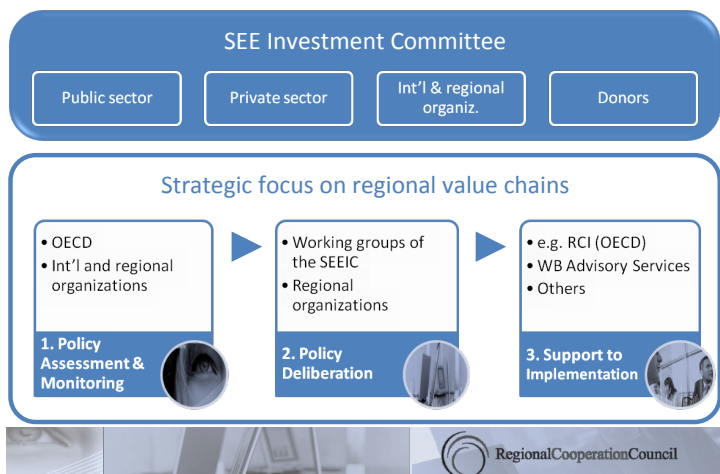 SEE Investment Committee
Public sector
Private sector
Int'l & regional
organiz.
Donors
Strategic focus on regional value chains
• OECD
• Int'l and regional
organizations
• Working groups of
the SEEIC
• Regional
organizations
• e.g. RCI (OECD)
• WB Advisory Services
• Others
1. Policy
Assessment &
Monitoring
2. Policy
Deliberation
3. Support to
Implementation
RegionalCooperationCouncil